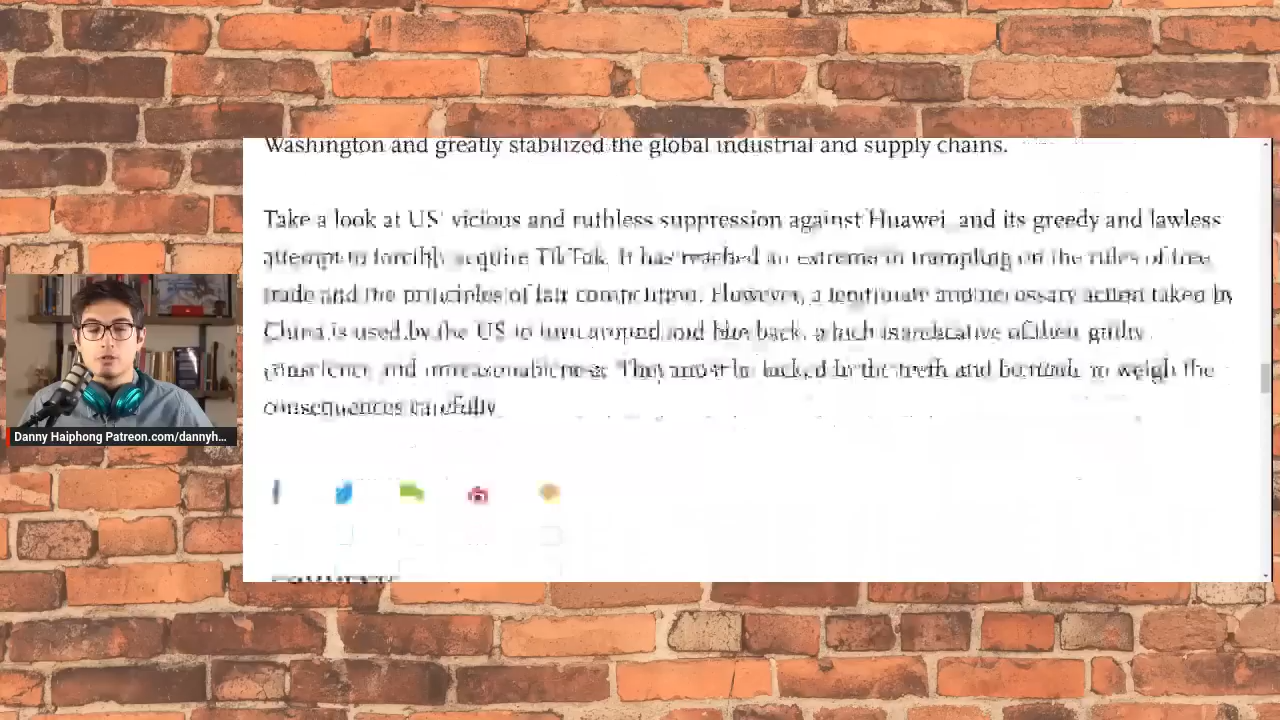 Washington and greatly stabilized the global industrial and supply chains.
Take a look at US' vicious and ruthless suppression against Huawei, and its greedy and lawless
attempt to forcibly acquire TikTok. It has reached an extreme in trampling on the rules of free
trade and the principles of fair competition. However, a legitimate and necessary action taken by
China is used by the US to turn around and bite back, which is indicative of their guilty
conscience and unreasonableness. They must be kicked in the teeth and to weigh the
consequences carefully.
Danny Haiphong Patreon.com/dannyh...